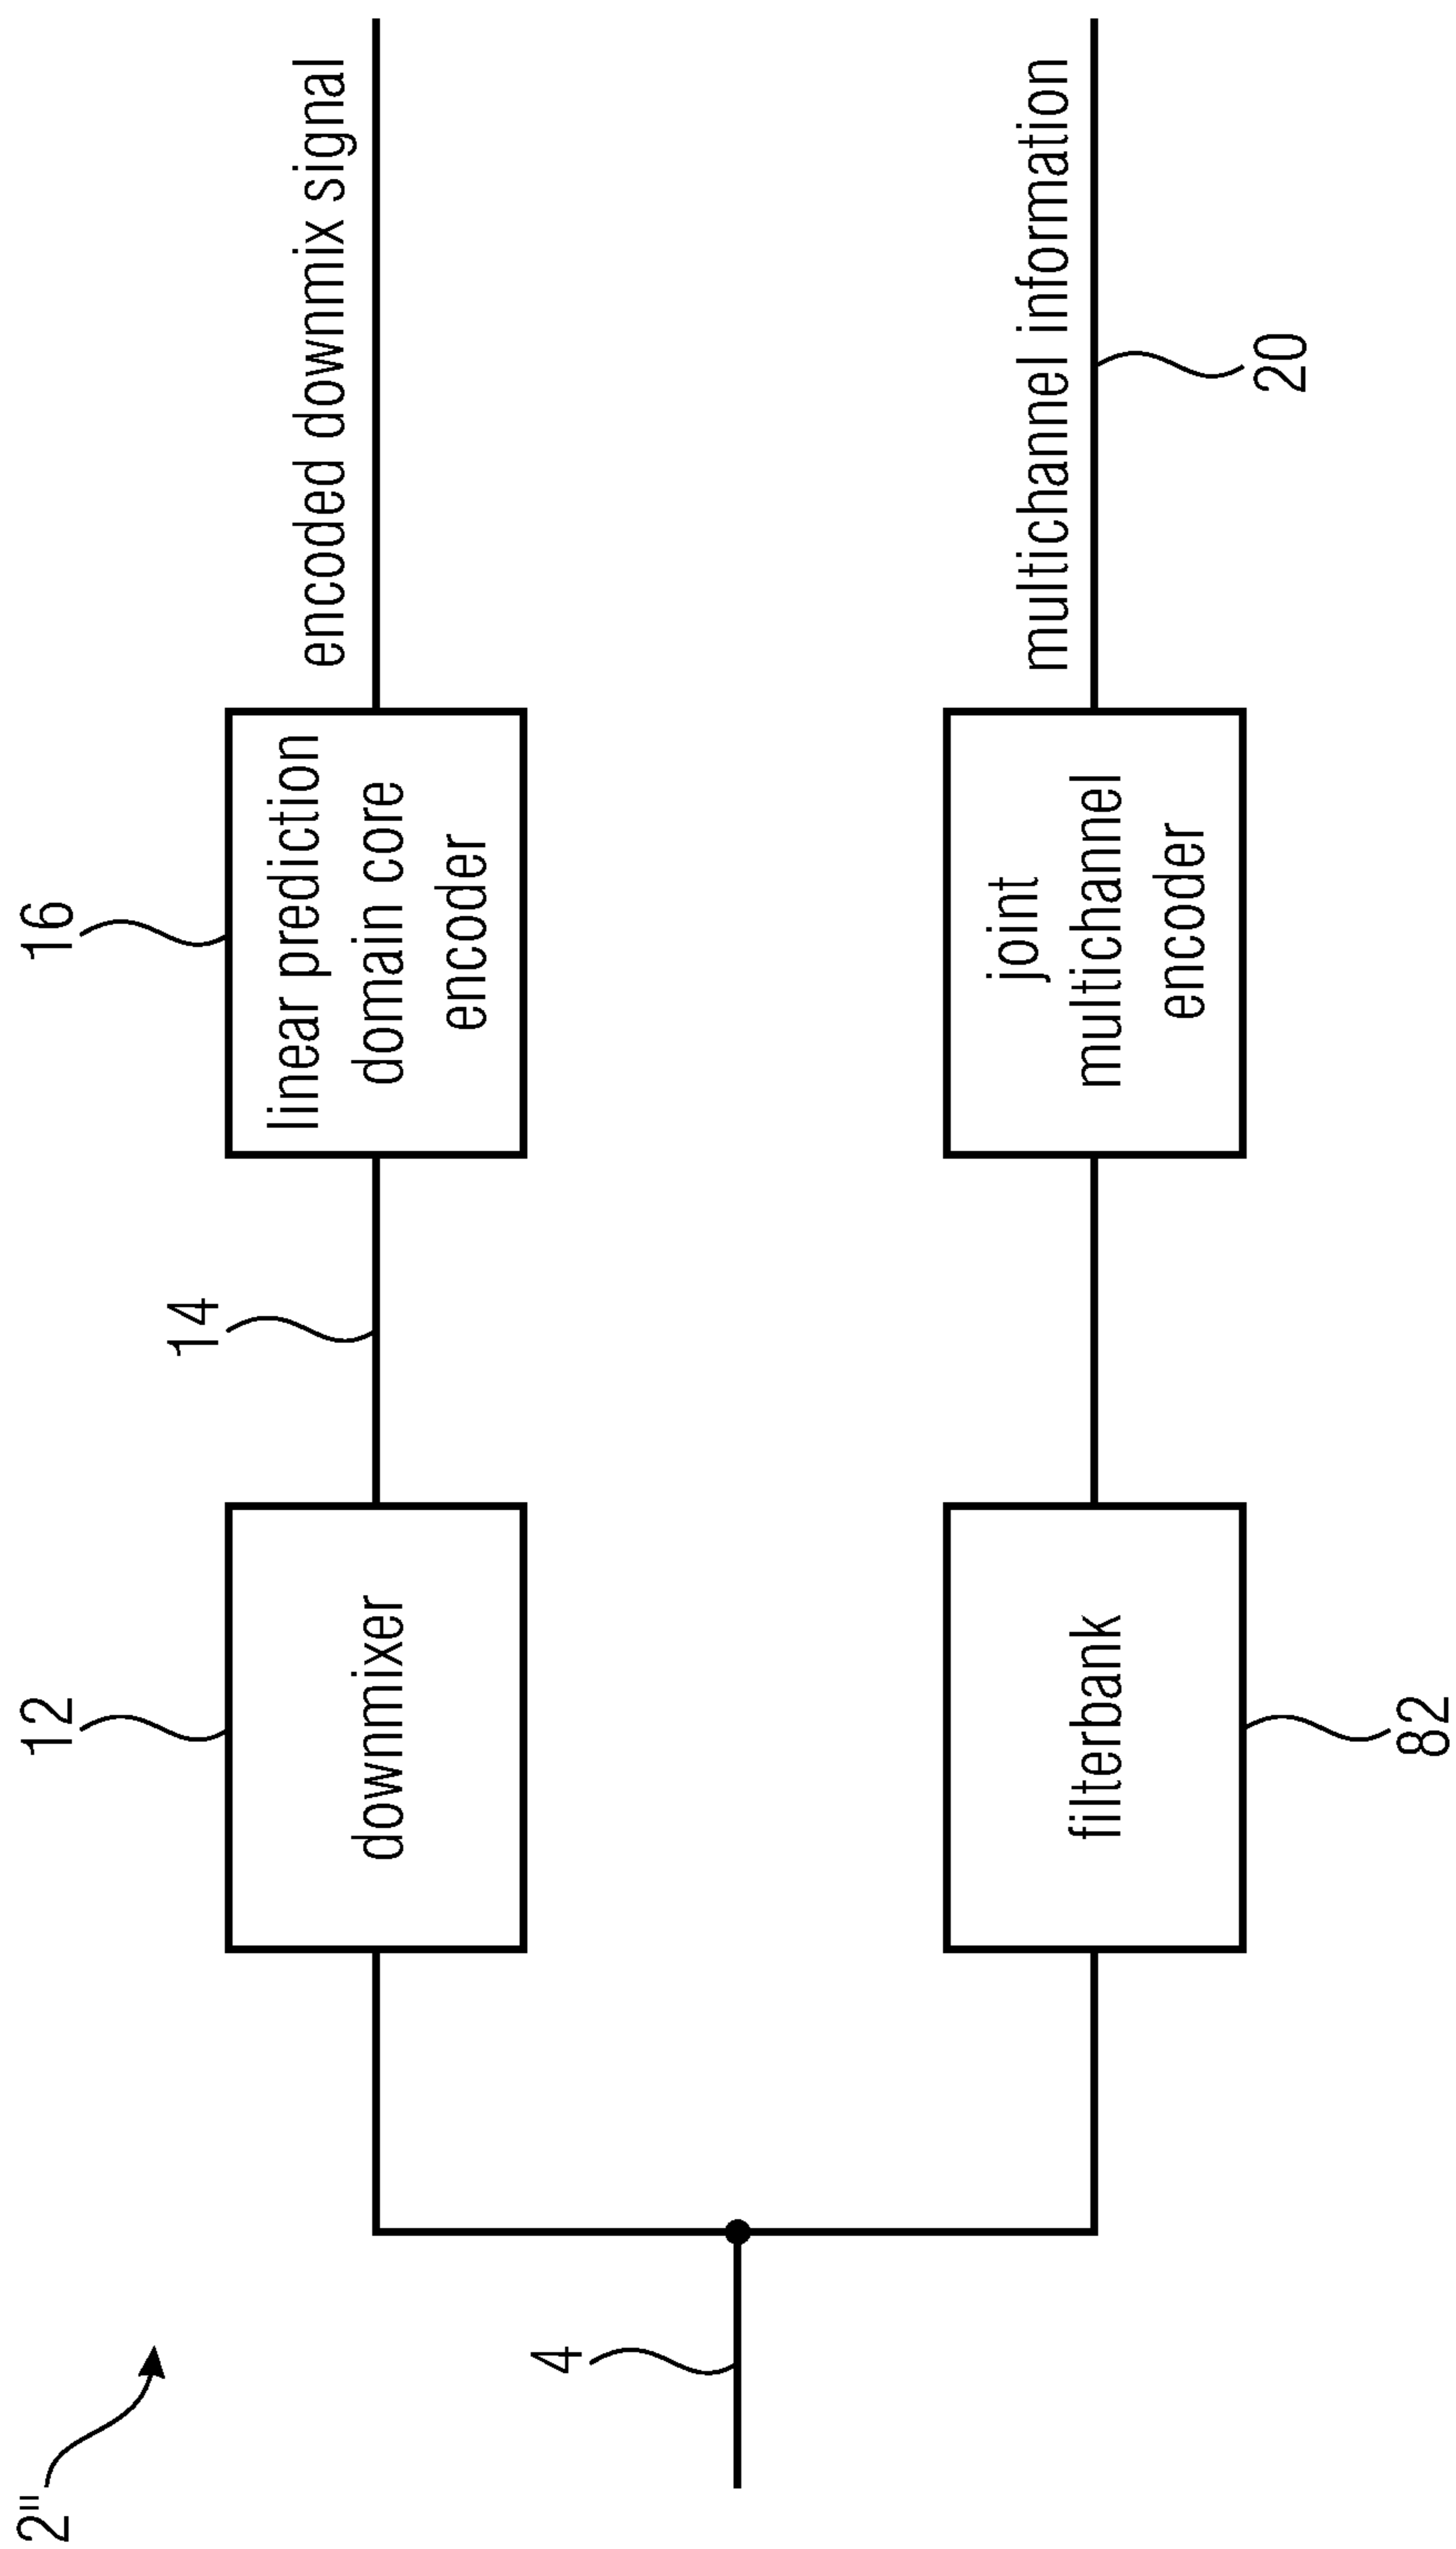 2"
4
12
downmixer
14
16
linear prediction
domain core
encoder
encoded downmix signal
filterbank
82
joint
multichannel
encoder
multichannel information
20